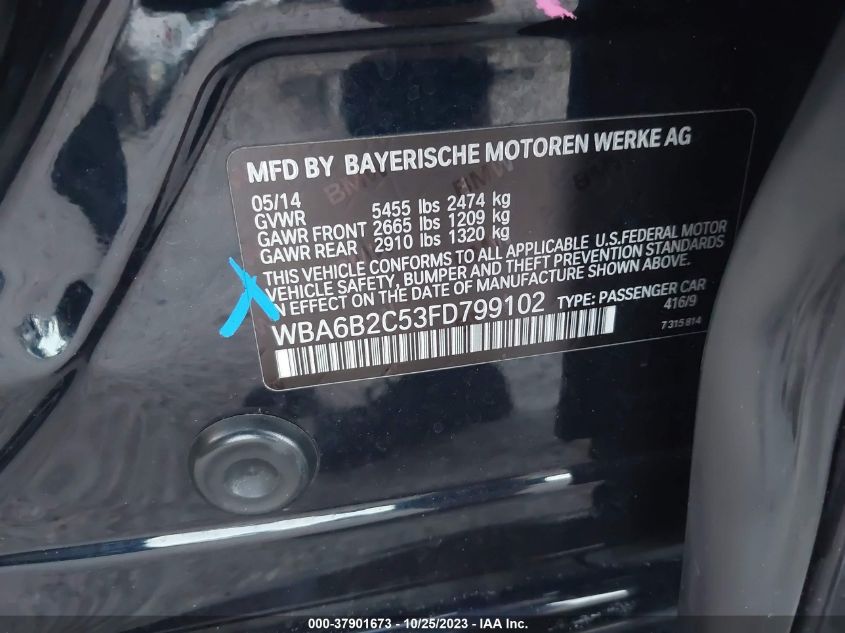 MFD BY BAYERISCHE MOTOREN WERKE AG
05/14
GVWR 5455 lbs 2474 kg
GAWR FRONT 2665 lbs 1209 kg
GAWR REAR 2910 lbs 1320 kg
THIS VEHICLE CONFORMS TO ALL APPLICABLE U.S.FEDERAL MOTOR
VEHICLE SAFETY, BUMPER AND THEFT PREVENTION STANDARDS
IN EFFECT ON THE DATE OF MANUFACTURE SHOWN ABOVE.
WBA6B2C53FD799102 TYPE: PASSENGER CAR
416/9
7 315 814
000-37901673 - 10/25/2023 - IAA Inc.